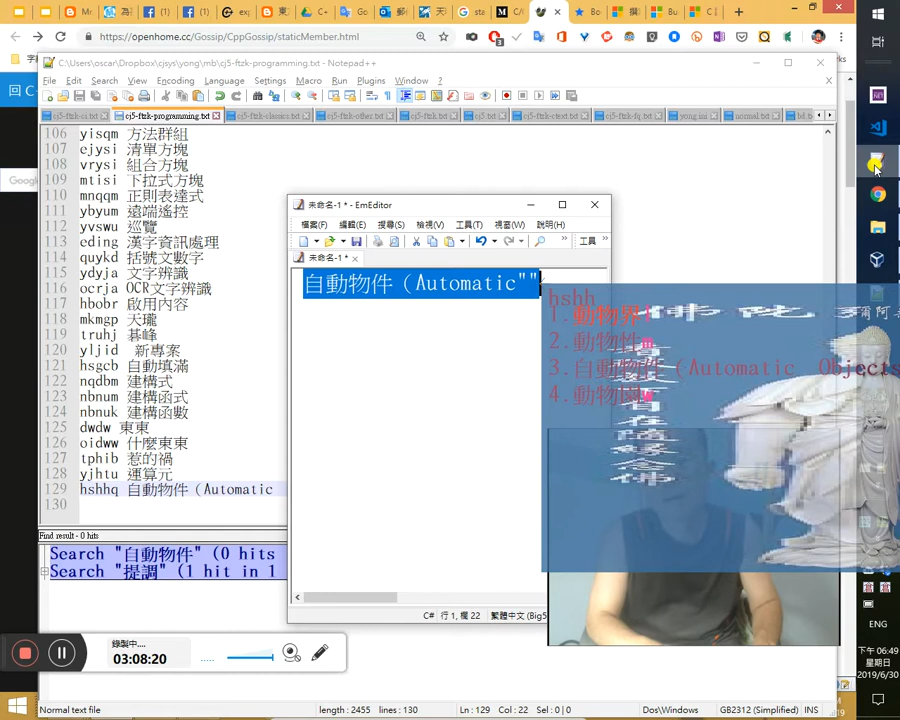 https://openhome.cc/Gossip/CppGossip/staticMember.html
C:\Users\oscar\Dropbox\cjsys\yong\mb\cj5-ftzk-programming.txt - Notepad++
File Edit Search View Encoding Language Settings Macro Run Plugins Window ?
cj5-ftzk-programming.txt
106 yisqm 方法群組
107 ejysi 清單方塊
108 vrysi 組合方塊
109 mtisi 下拉式方塊
110 mnqqm 正則表達式
111 ybyum 遠端遙控
112 yvswu 巡覽
113 eding 漢字資訊處理
114 quykd 括號文數字
115 ydyja 文字辨識
116 ocrja OCR文字辨識
117 hbobr 啟用內容
118 mkmgp 天瓏
119 truhj 碁峰
120 yljid 新專案
121 hsgcb 自動填滿
122 nqdbm 建構式
123 nbnum 建構函式
124 nbnuk 建構函數
125 dwdw 東東
126 oidww 什麼東東
127 tphib 惹的禍
128 yjhtu 運算元
129 hshhq 自動物件（Automatic
130
Find result - 0 hits
Search "自動物件" (0 hits
Search "提調" (1 hit in 1
未命名-1 * - EmEditor
檔案(F) 編輯(E) 搜尋(S) 檢視(V) 工具(T) 視窗(W) 說明(H)
工具
未命名-1 *
自動物件（Automatic""
hshh
1.動物界
2.動物性m
3.自動物件（Automatic Objects
4.動物園w
C# 行 1, 欄 22 繁體中文 (Big5
錄製中....
03:08:20
ENG
下午 06:49
星期日
2019/6/30
Normal text file length : 2455 lines : 130 Ln : 129 Col : 22 Sel : 0 | 0 Dos\Windows GB2312 (Simplified) INS